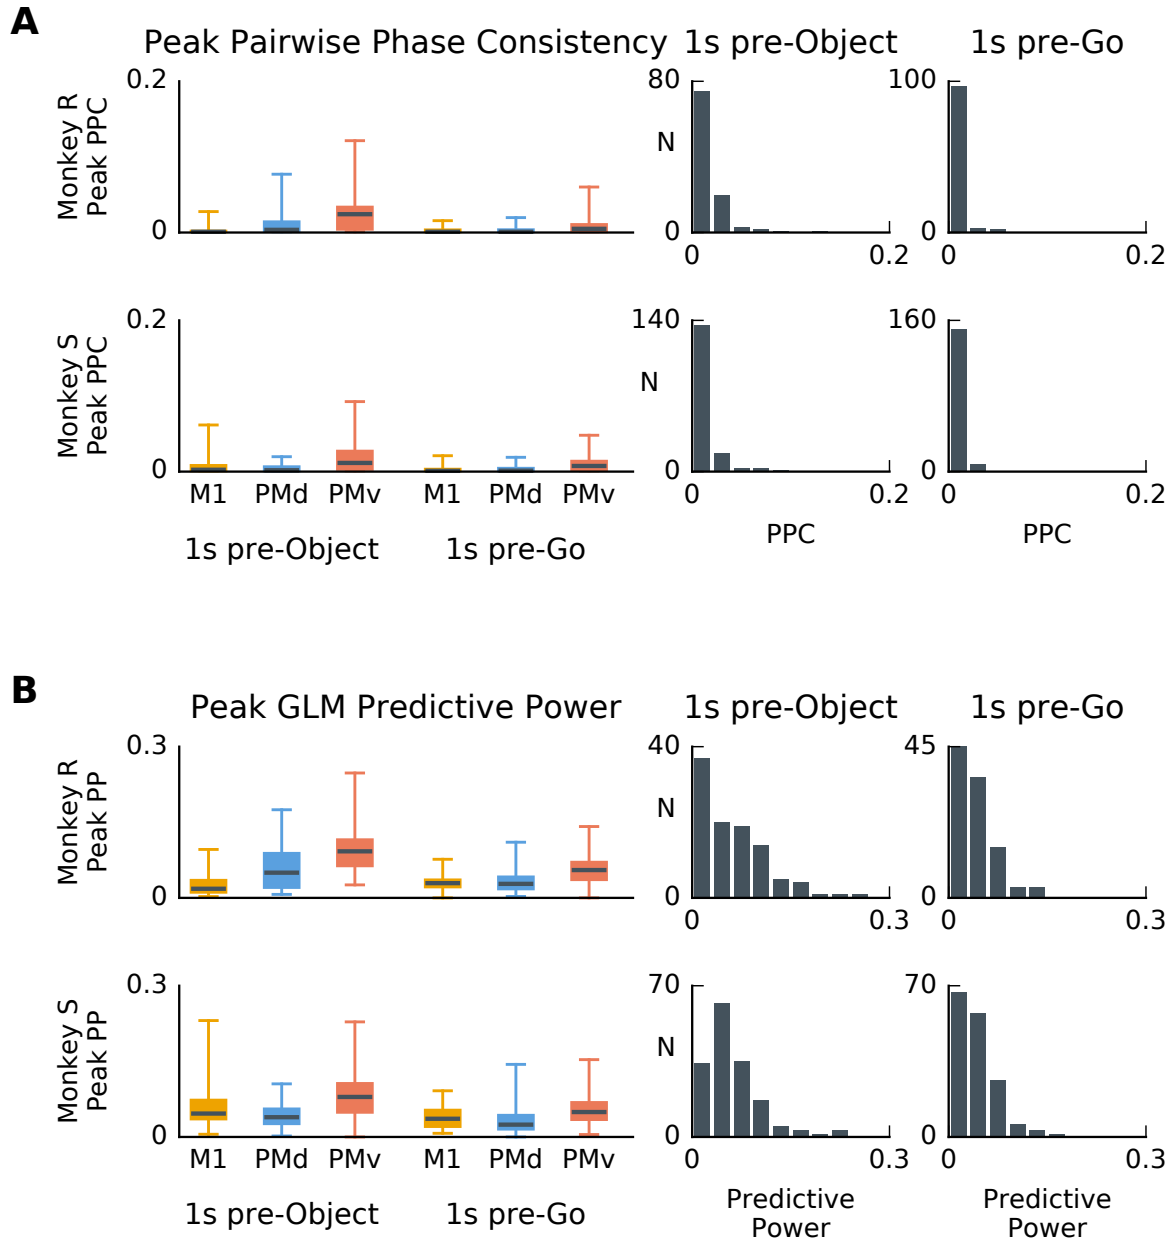 A
Peak Pairwise Phase Consistency
1s pre-Object
1s pre-Go
Monkey R
Peak PPC
0.2
0
80
N
0
0
0.2
100
0
0
0.2
Monkey S
Peak PPC
0.2
0
M1
PMd
PMv
M1
PMd
PMv
1s pre-Object
1s pre-Go
140
N
0
0
0.2
PPC
160
0
0
0.2
PPC
B
Peak GLM Predictive Power
1s pre-Object
1s pre-Go
Monkey R
Peak PP
0.3
0
40
N
0
0
0.3
45
0
0
0.3
Monkey S
Peak PP
0.3
0
M1
PMd
PMv
M1
PMd
PMv
1s pre-Object
1s pre-Go
70
N
0
0
0.3
Predictive
Power
70
0
0
0.3
Predictive
Power